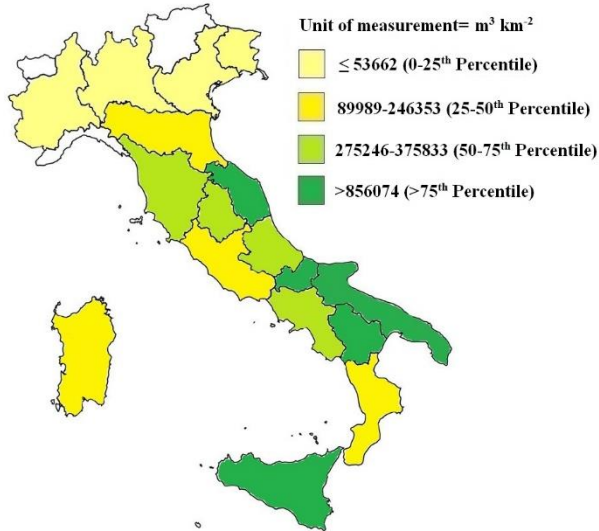 Unit of measurement= m³ km⁻²
≤ 53662 (0-25th Percentile)
89989-246353 (25-50th Percentile)
275246-375833 (50-75th Percentile)
>856074 (>75th Percentile)